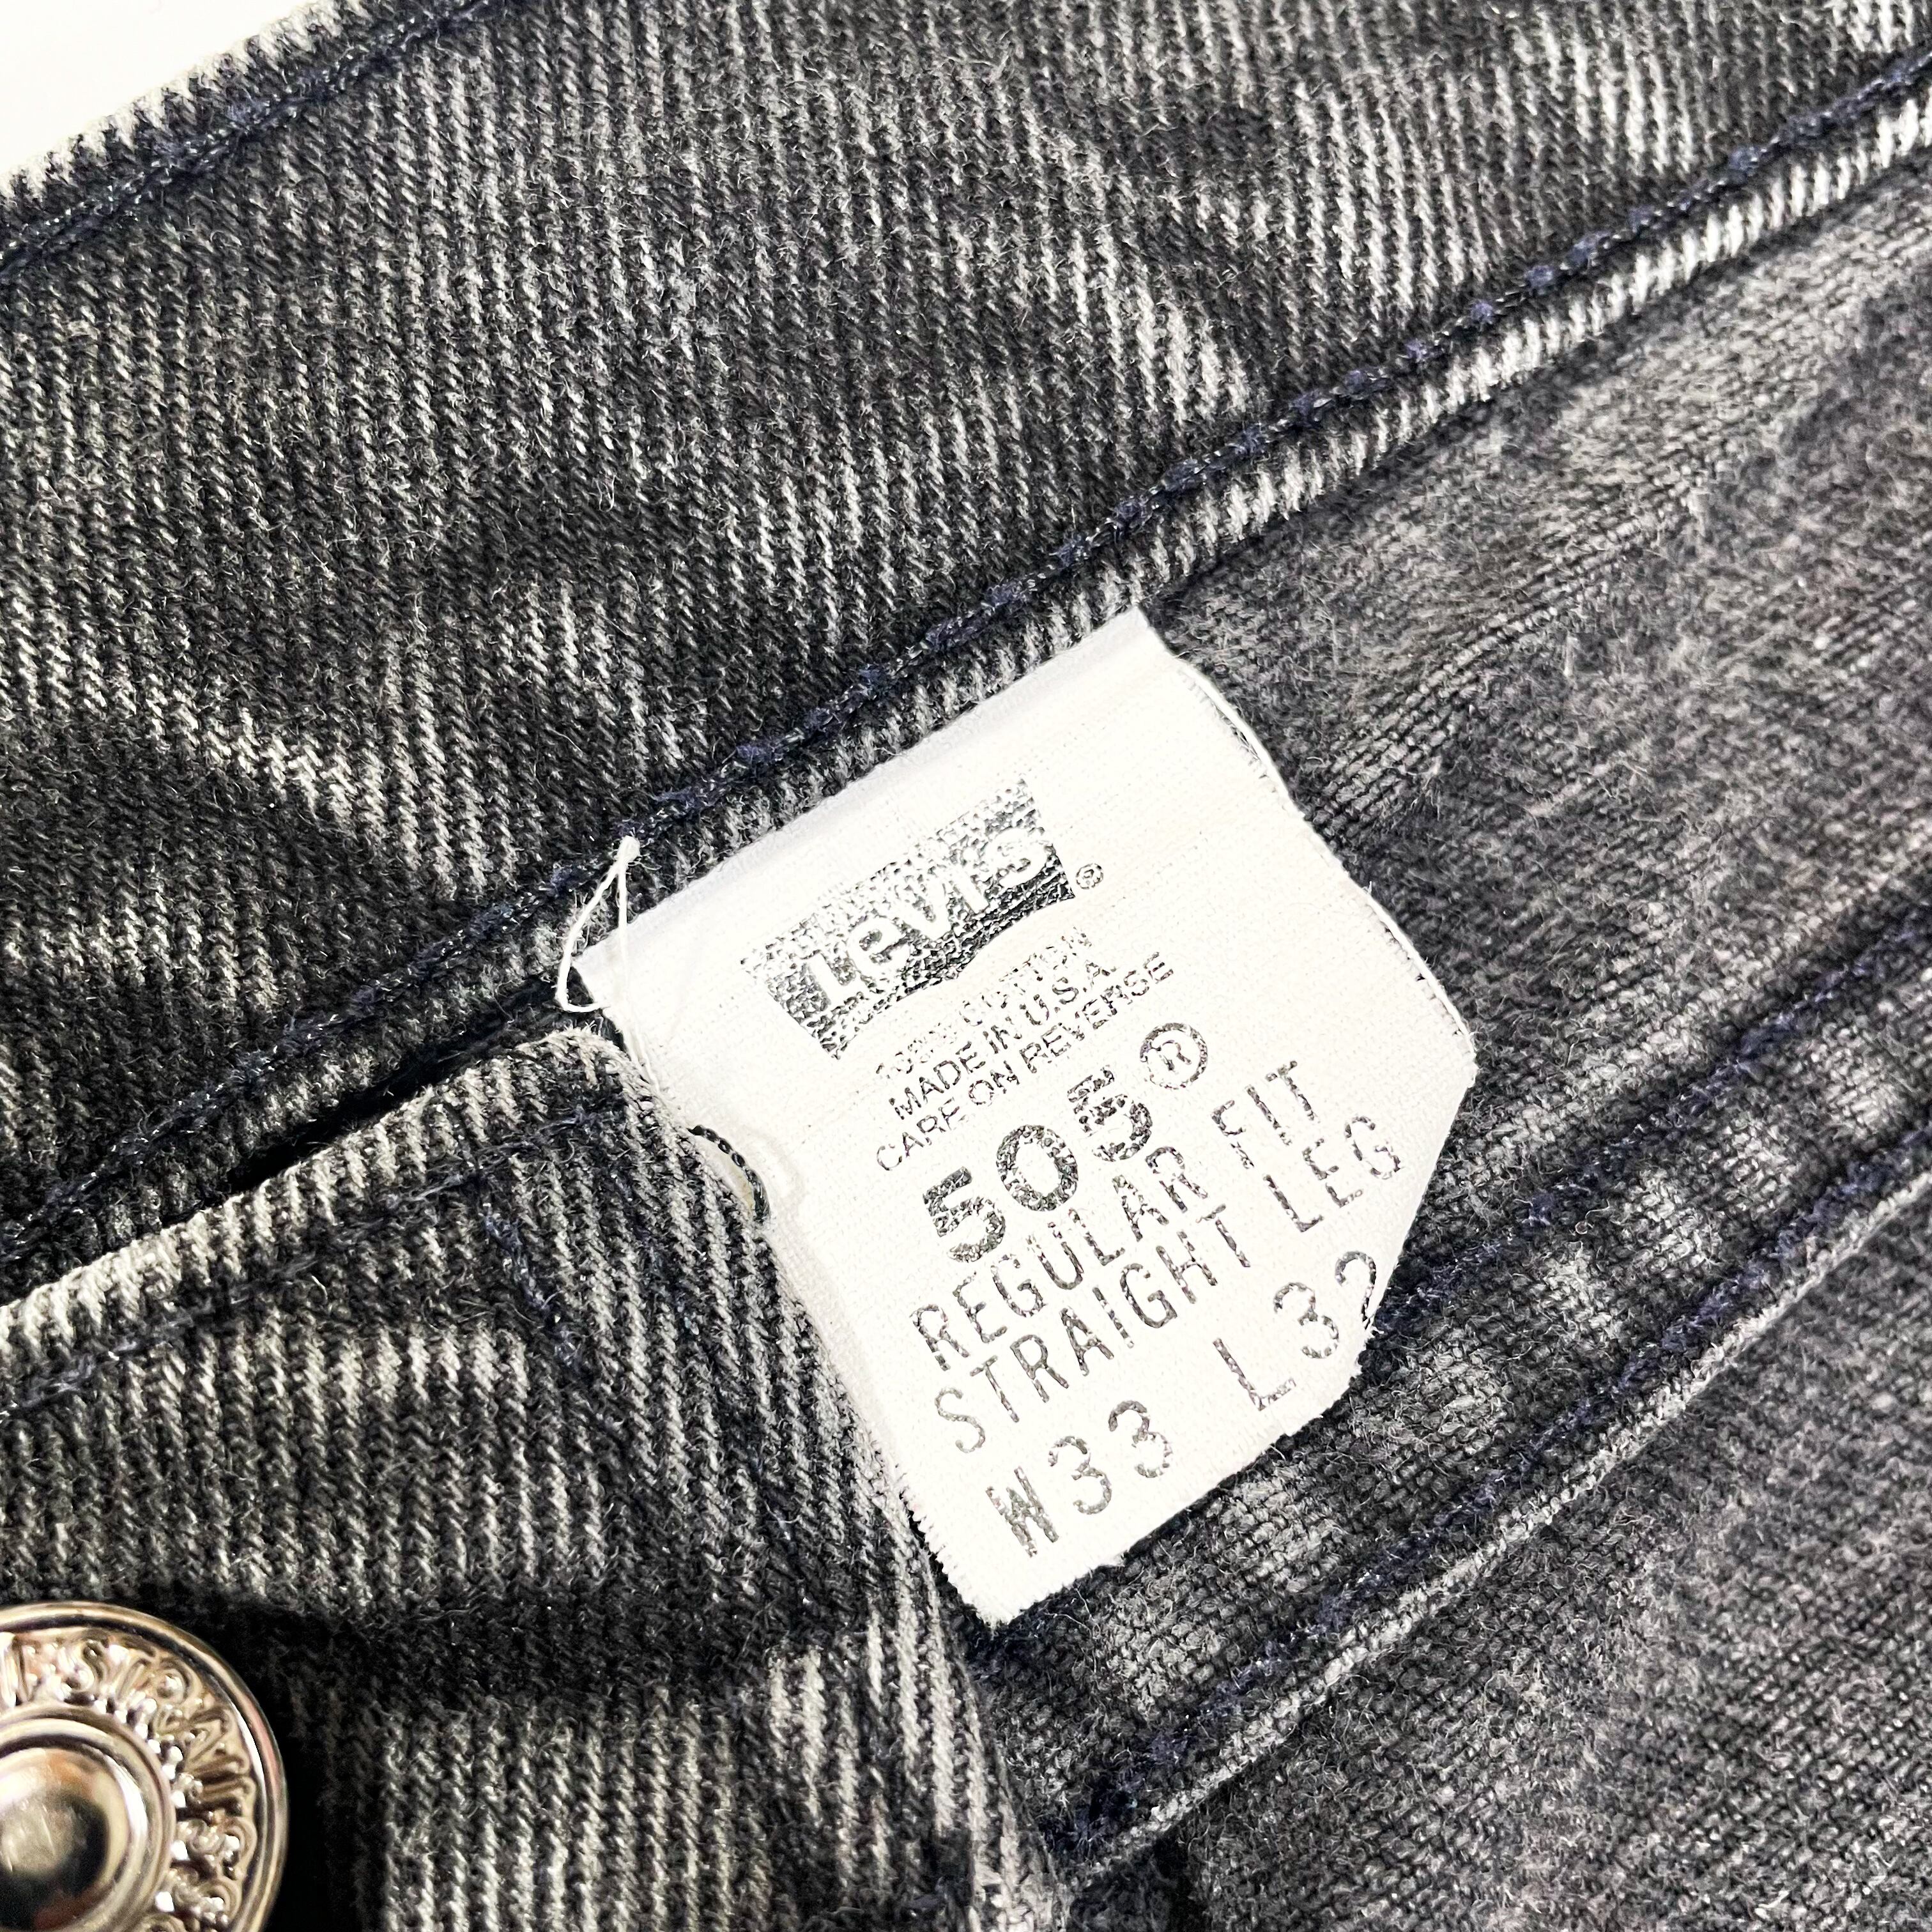 Levi's®
100% COTTON
MADE IN U.S.A.
CARE ON REVERSE
505®
REGULAR FIT
STRAIGHT LEG
W33 L32